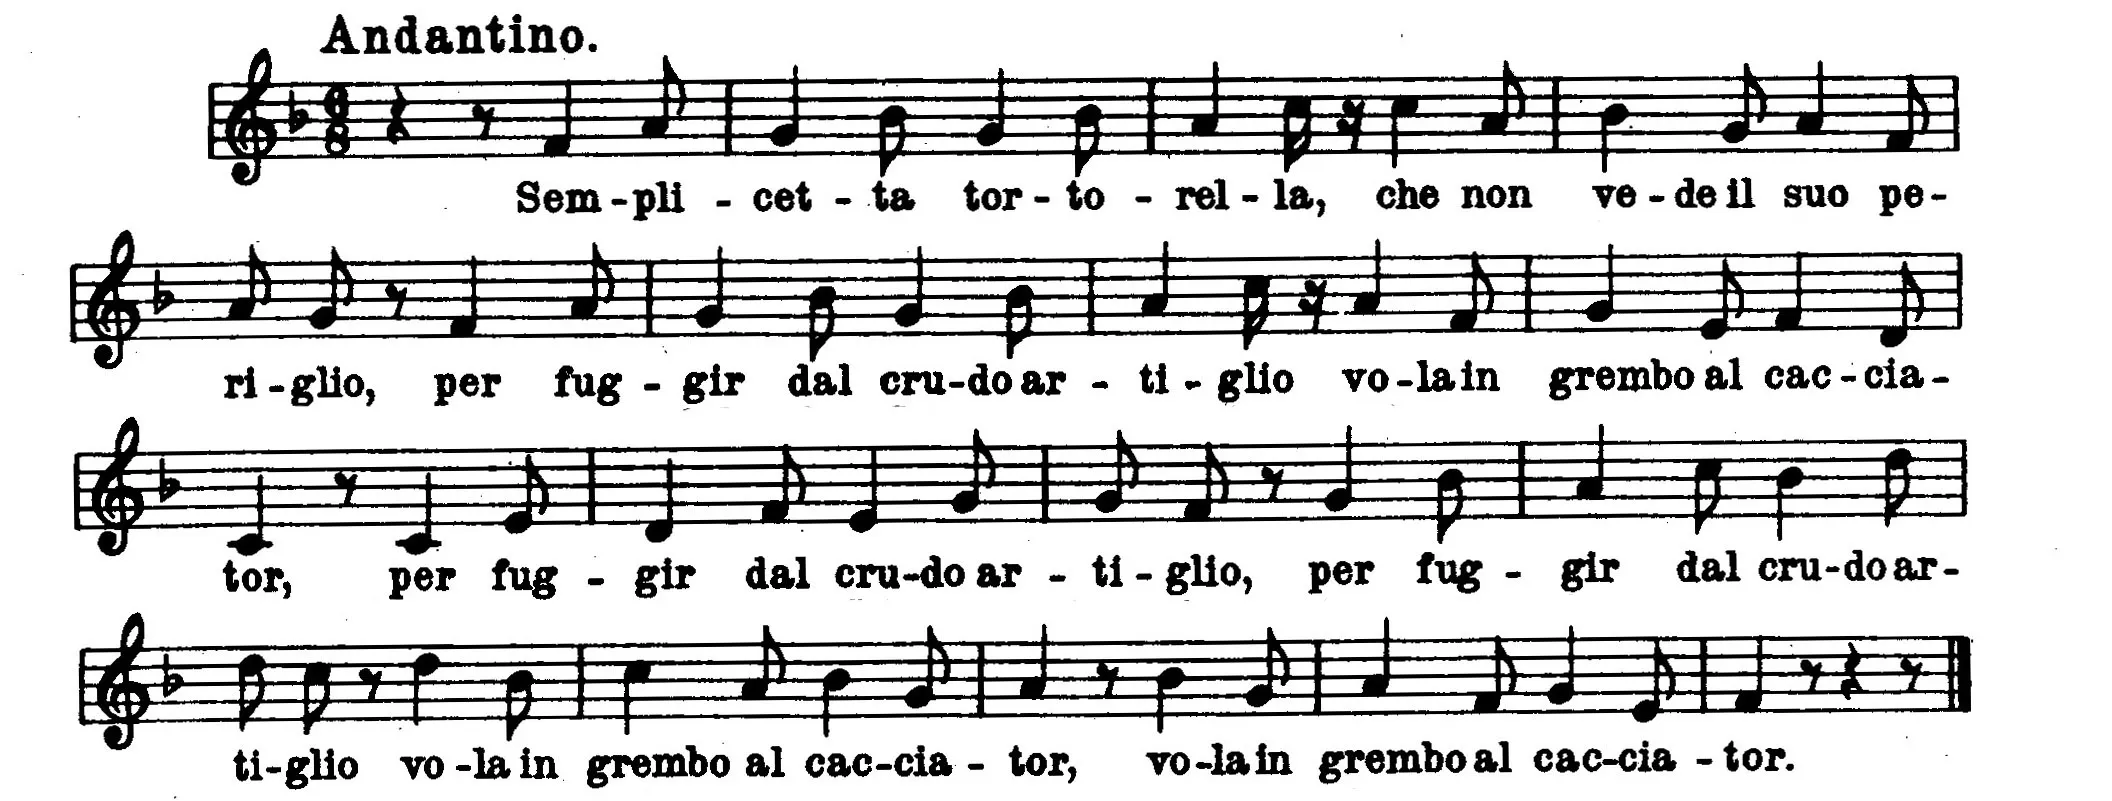 Andantino.
6
8
Sem-pli-cet-ta tor-to-rel-la, che non ve-de il suo pe-
ri-glio, per fug-gir dal cru-do ar-ti-glio vo-la in grembo al cac-cia-
tor, per fug-gir dal cru-do ar-ti-glio, per fug-gir dal cru-do ar-
ti-glio vo-la in grembo al cac-cia-tor, vo-la in grembo al cac-cia-tor.